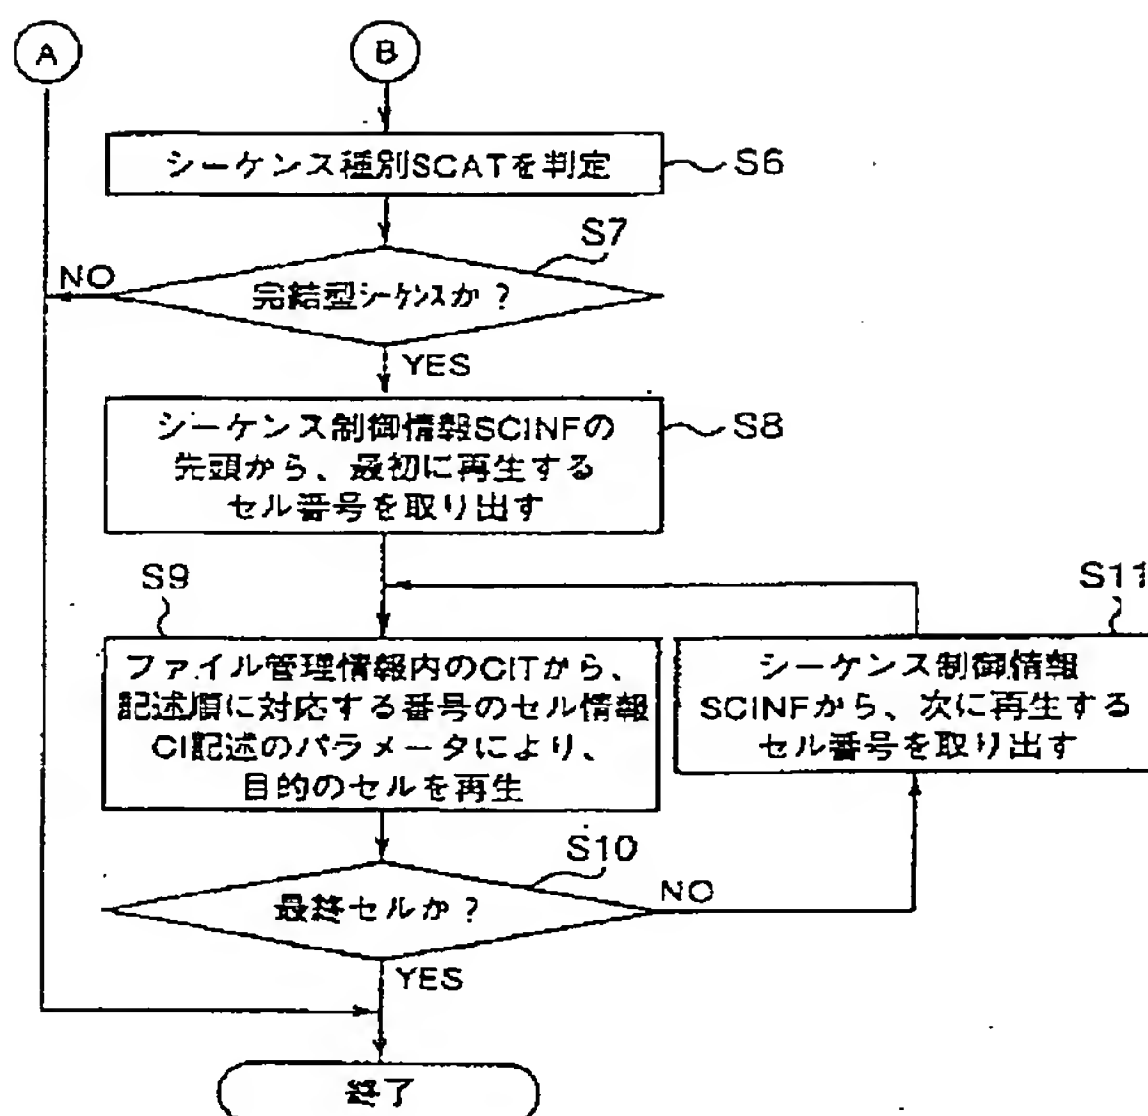 A
B
シーケンス種別SCATを判定
S6
S7
NO
完結型シーケンスか？
YES
シーケンス制御情報SCINFの
先頭から、最初に再生する
セル番号を取り出す
S8
S9
S11
ファイル管理情報内のCITから、
記述順に対応する番号のセル情報
CI記述のパラメータにより、
目的のセルを再生
シーケンス制御情報
SCINFから、次に再生する
セル番号を取り出す
S10
最終セルか？
NO
YES
終了